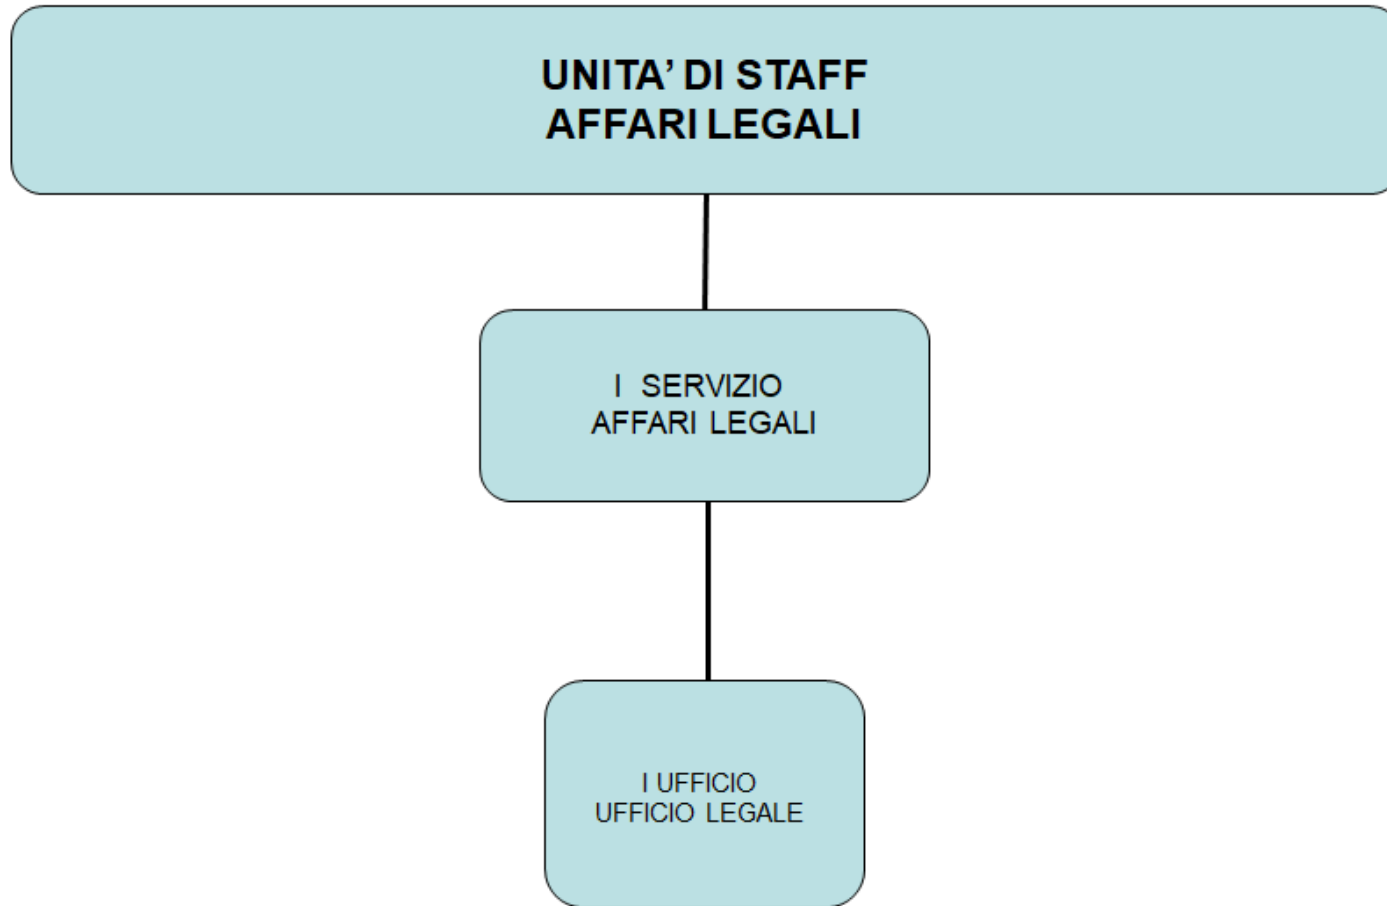 UNITA’ DI STAFF
AFFARI LEGALI
I SERVIZIO
AFFARI LEGALI
I UFFICIO
UFFICIO LEGALE